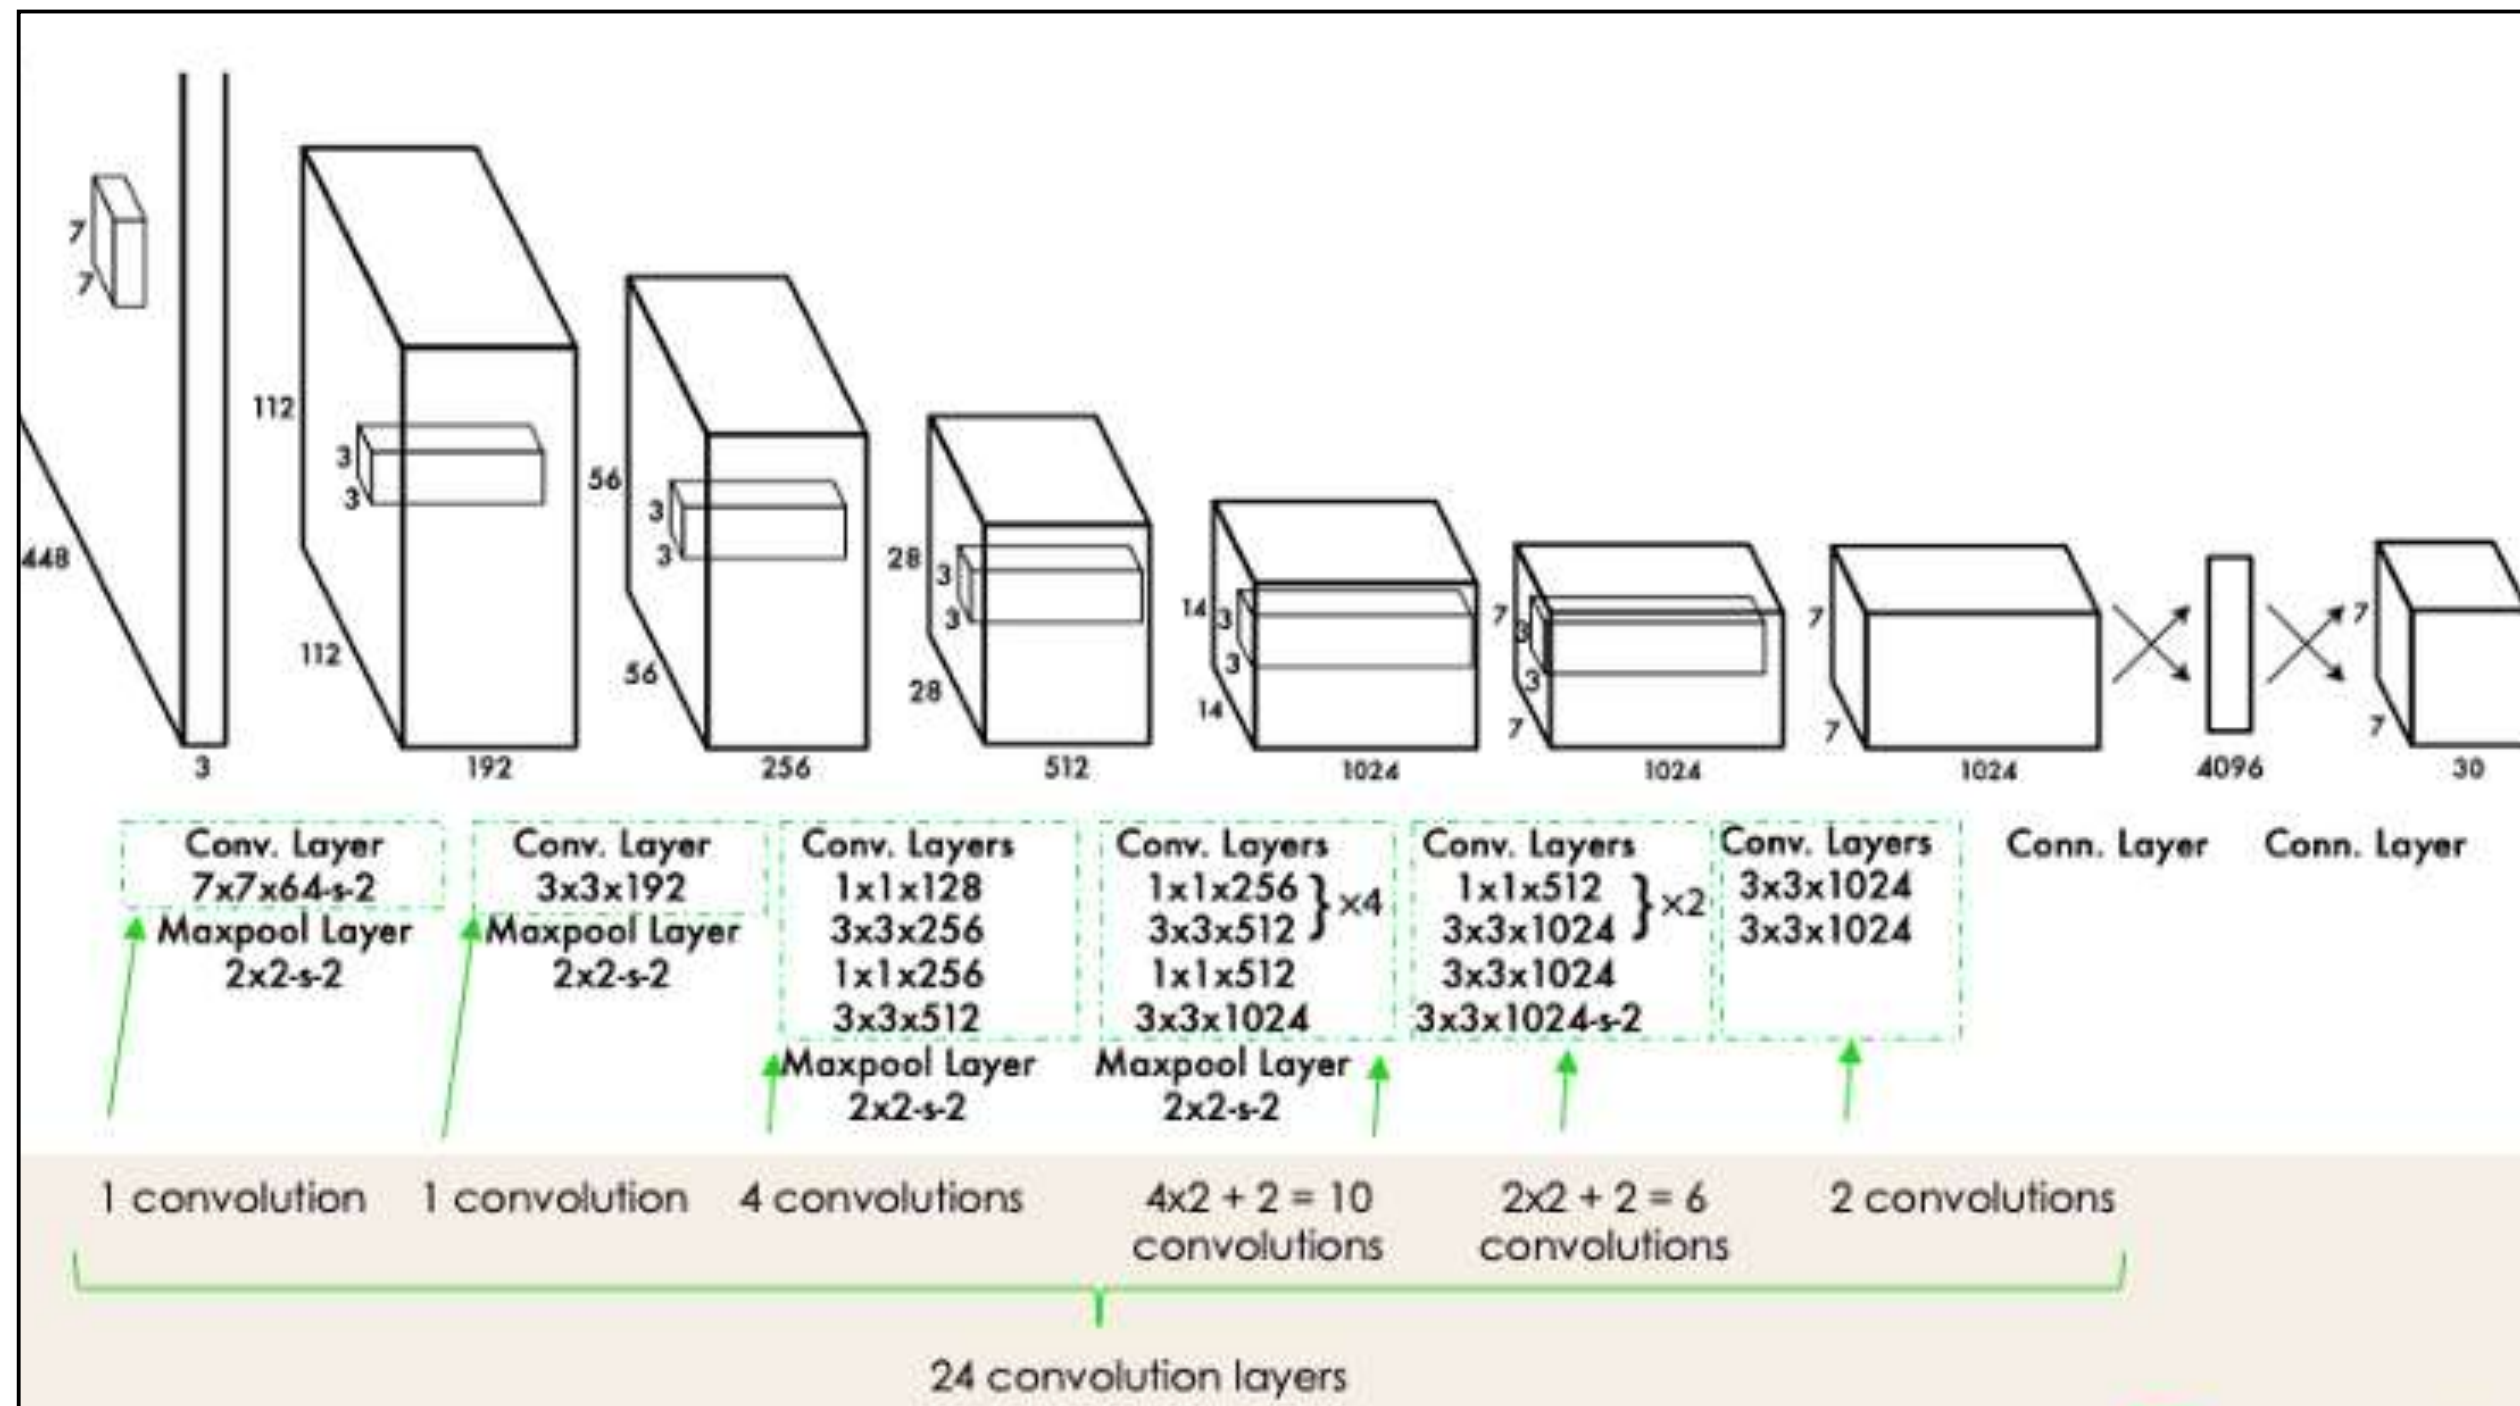 7
7
448
3
112
112
3
3
192
56
56
3
3
256
28
28
3
3
512
14
14
3
3
1024
7
7
3
3
1024
7
7
1024
4096
7
7
30
Conv. Layer
7x7x64-s-2
Maxpool Layer
2x2-s-2
Conv. Layer
3x3x192
Maxpool Layer
2x2-s-2
Conv. Layers
1x1x128
3x3x256
1x1x256
3x3x512
Maxpool Layer
2x2-s-2
Conv. Layers
1x1x256
3x3x512
} ×4
1x1x512
3x3x1024
Maxpool Layer
2x2-s-2
Conv. Layers
1x1x512
3x3x1024
} ×2
3x3x1024
3x3x1024-s-2
Conv. Layers
3x3x1024
3x3x1024
Conn. Layer
Conn. Layer
1 convolution
1 convolution
4 convolutions
4x2 + 2 = 10
convolutions
2x2 + 2 = 6
convolutions
2 convolutions
24 convolution layers